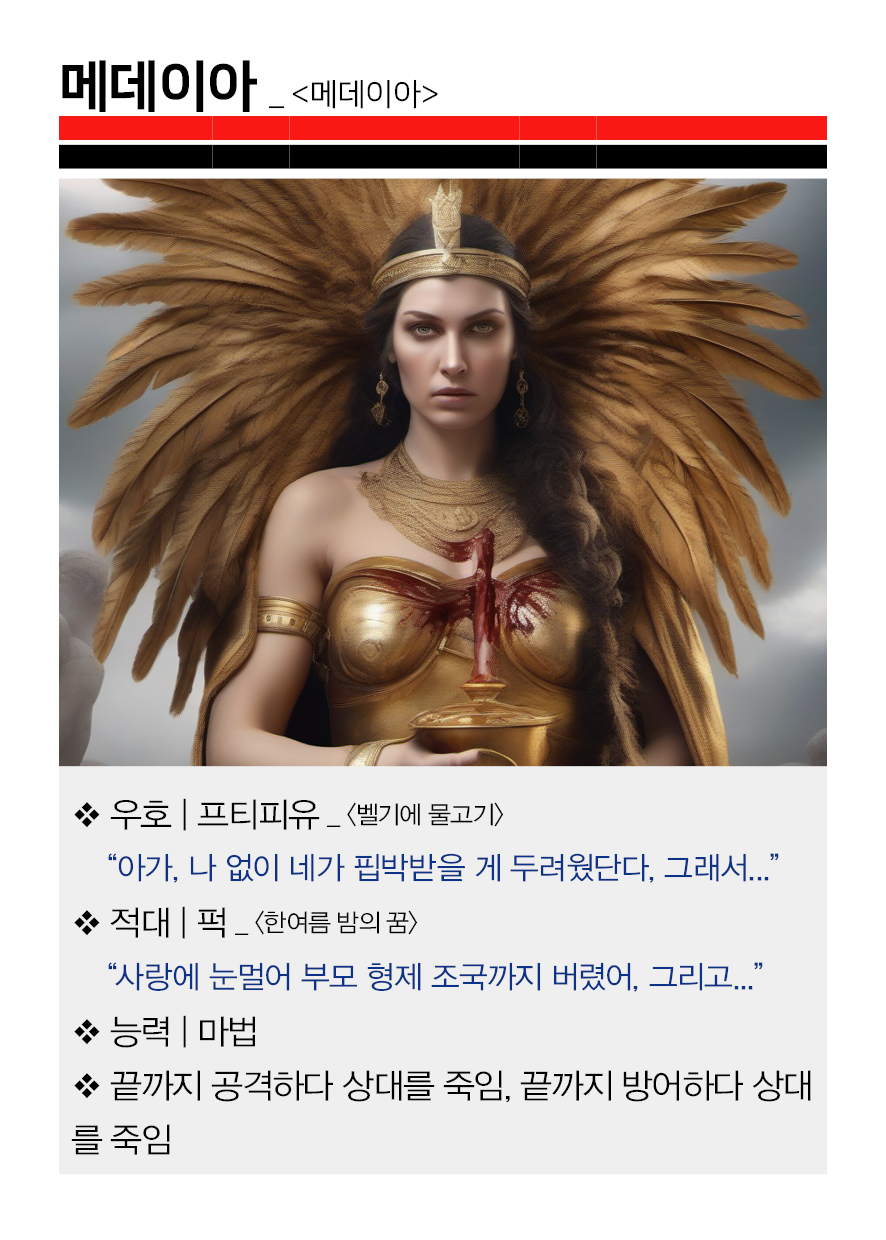 메데이아 _ <메데이아>
❖ 우호 | 프티피유 _〈벨기에 물고기〉
“아가, 나 없이 네가 핍박받을 게 두려웠단다, 그래서...”
❖ 적대 | 퍽 _〈한여름 밤의 꿈〉
“사랑에 눈멀어 부모 형제 조국까지 버렸어, 그리고...”
❖ 능력 | 마법
❖ 끝까지 공격하다 상대를 죽임, 끝까지 방어하다 상대
를 죽임